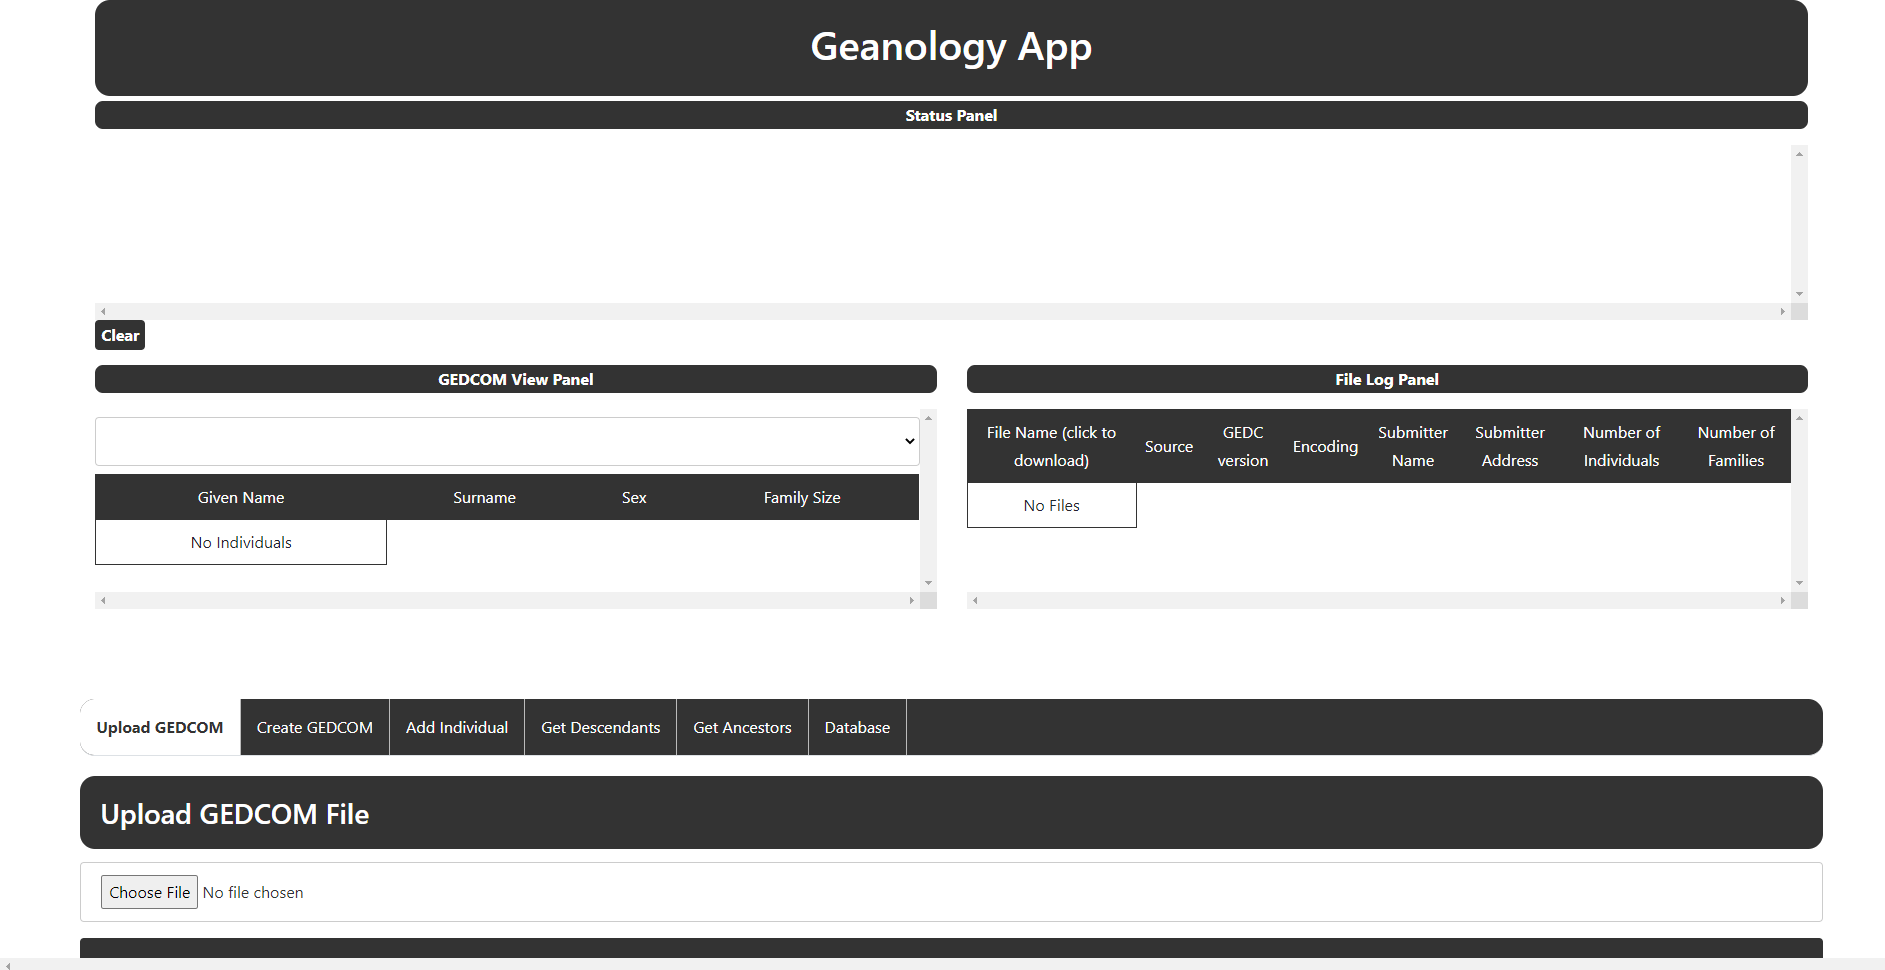 Geanology App
Status Panel
Clear
GEDCOM View Panel
Given Name Surname Sex Family Size
No Individuals
File Log Panel
File Name (click to
download)
Source
GEDC
version
Encoding
Submitter
Name
Submitter
Address
Number of
Individuals
Number of
Families
No Files
Upload GEDCOM Create GEDCOM Add Individual Get Descendants Get Ancestors Database
Upload GEDCOM File
Choose File No file chosen